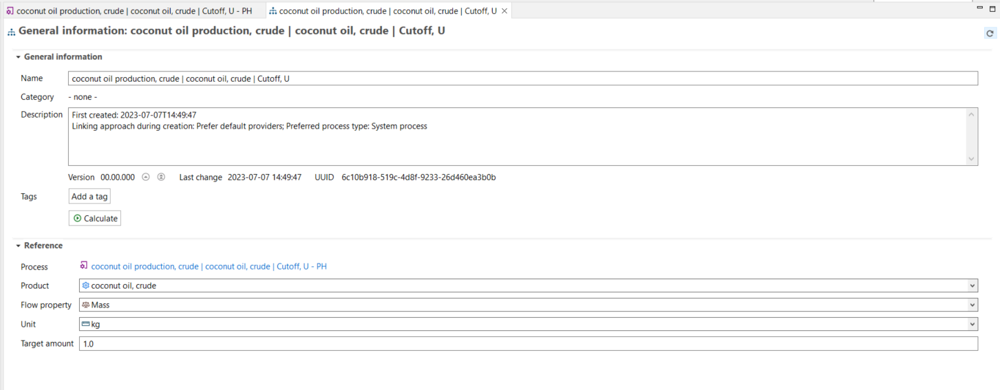 coconut oil production, crude | coconut oil, crude | Cutoff, U - PH
coconut oil production, crude | coconut oil, crude | Cutoff, U
General information: coconut oil production, crude | coconut oil, crude | Cutoff, U
General information
Name coconut oil production, crude | coconut oil, crude | Cutoff, U
Category - none -
Description First created: 2023-07-07T14:49:47
Linking approach during creation: Prefer default providers; Preferred process type: System process
Version 00.00.000 Last change 2023-07-07 14:49:47 UUID 6c10b918-519c-4d8f-9233-26d460ea3b0b
Tags Add a tag
Calculate
Reference
Process coconut oil production, crude | coconut oil, crude | Cutoff, U - PH
Product coconut oil, crude
Flow property Mass
Unit kg
Target amount 1.0